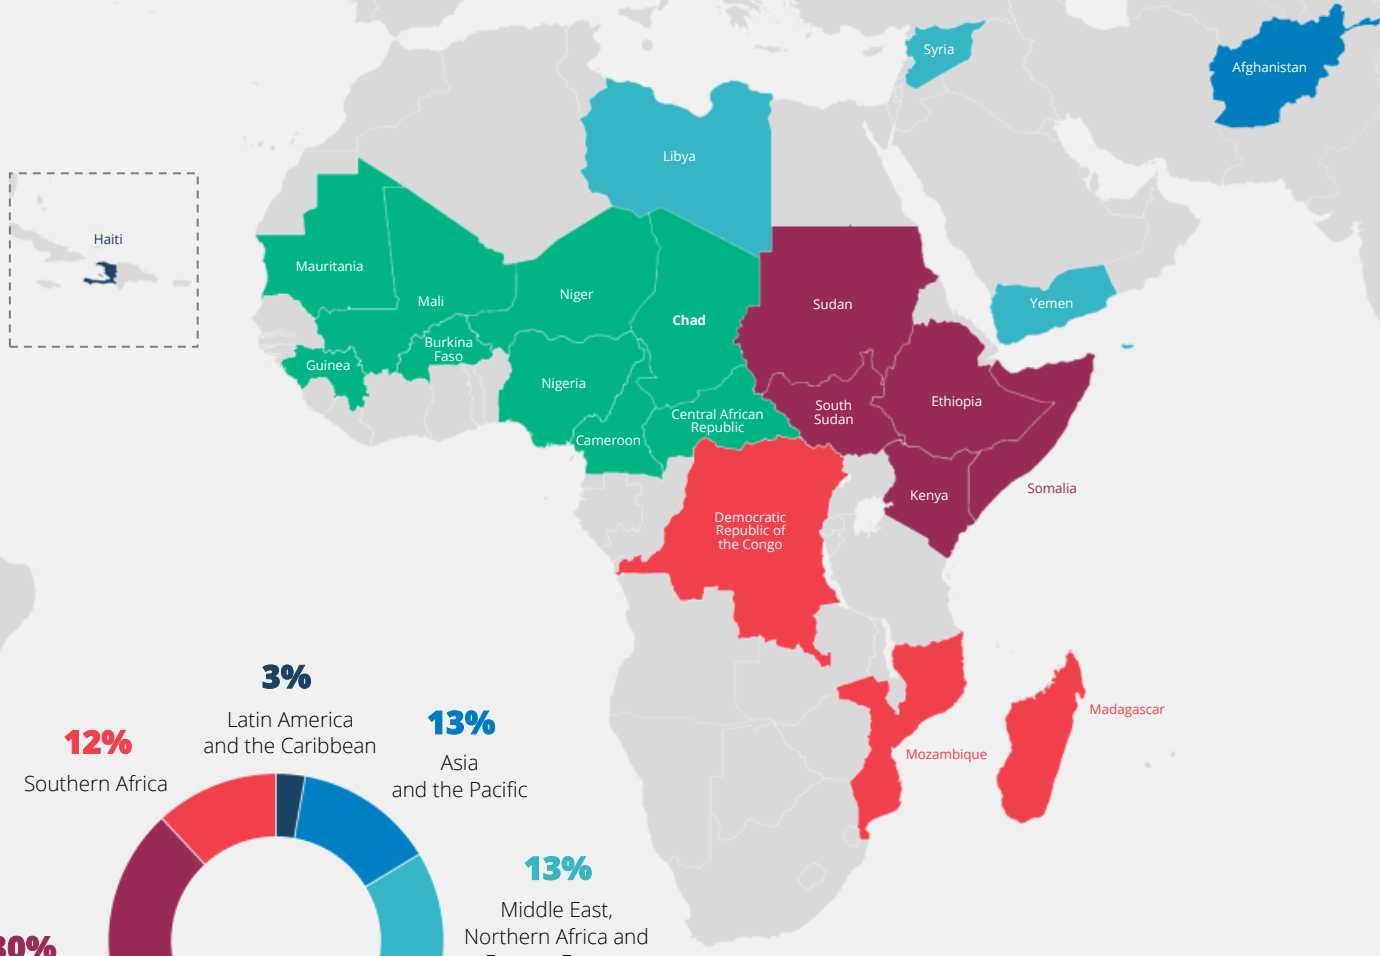 Syria
Afghanistan
Libya
Haiti
Mauritania
Mali
Niger
Chad
Sudan
Yemen
Burkina
Faso
Guinea
Nigeria
Central African
Republic
South
Sudan
Ethiopia
Cameroon
Kenya
Somalia
Democratic
Republic of
the Congo
Madagascar
Mozambique
3%
Latin America
and the Caribbean
13%
Asia
and the Pacific
12%
Southern Africa
13%
Middle East,
Northern Africa and